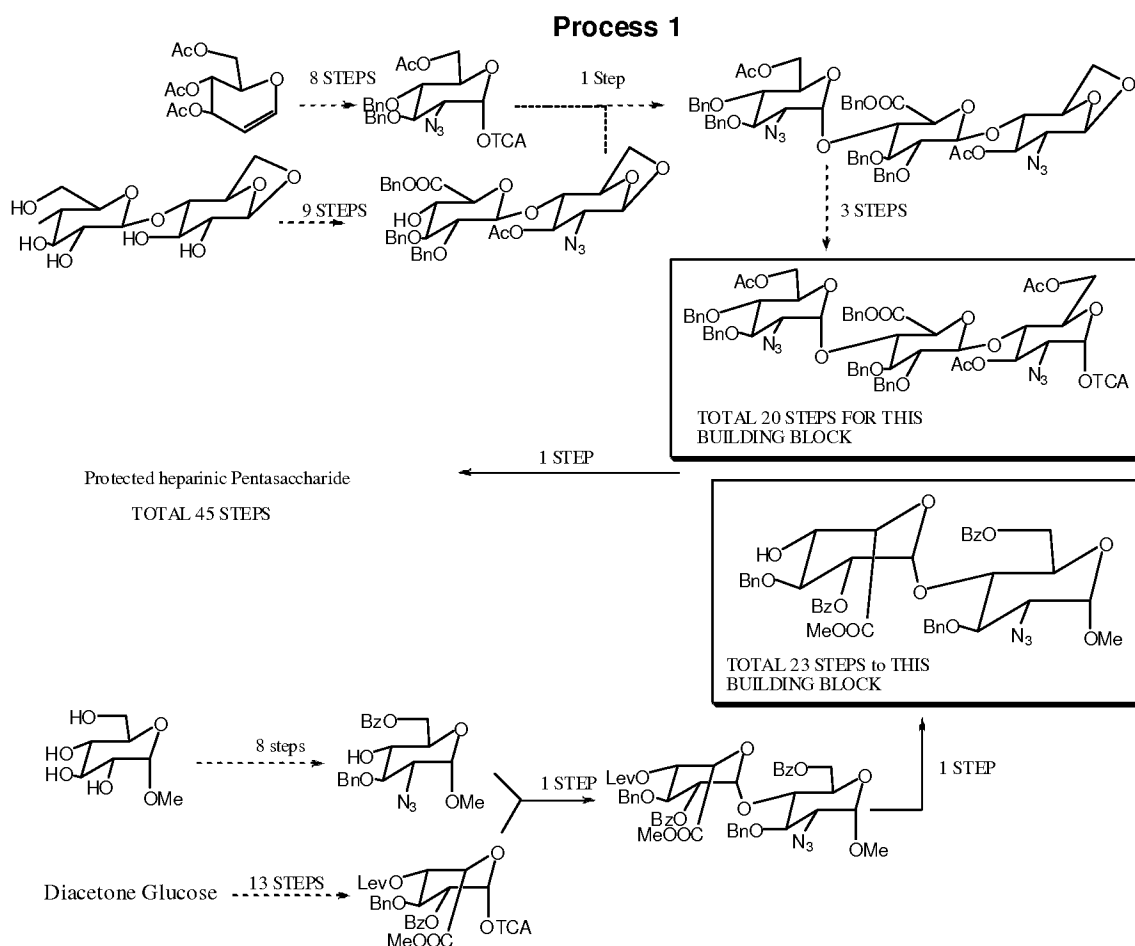 Process 1
AcO
AcO
AcO
O
8 STEPS
AcO
BnO
BnO
N3
OTCA
O
1 Step
AcO
BnO
BnO
N3
O
O
BnOOC
BnO
BnO
O
O
AcO
N3
O
O
HO
HO
HO
O
O
HO
HO
O
O
9 STEPS
BnOOC
HO
BnO
BnO
O
O
AcO
N3
O
O
3 STEPS
AcO
BnO
BnO
N3
O
O
BnOOC
BnO
BnO
O
O
AcO
AcO
N3
O
OTCA
TOTAL 20 STEPS FOR THIS
BUILDING BLOCK
1 STEP
Protected heparinic Pentasaccharide
TOTAL 45 STEPS
O
HO
BnO
BzO
MeOOC
O
BzO
BnO
N3
O
OMe
TOTAL 23 STEPS to THIS
BUILDING BLOCK
HO
HO
HO
HO
O
OMe
8 steps
BzO
HO
BnO
N3
O
OMe
1 STEP
LevO
BnO
BzO
MeOOC
O
O
BzO
BnO
N3
O
OMe
1 STEP
Diacetone Glucose
13 STEPS
LevO
BnO
BzO
MeOOC
O
OTCA